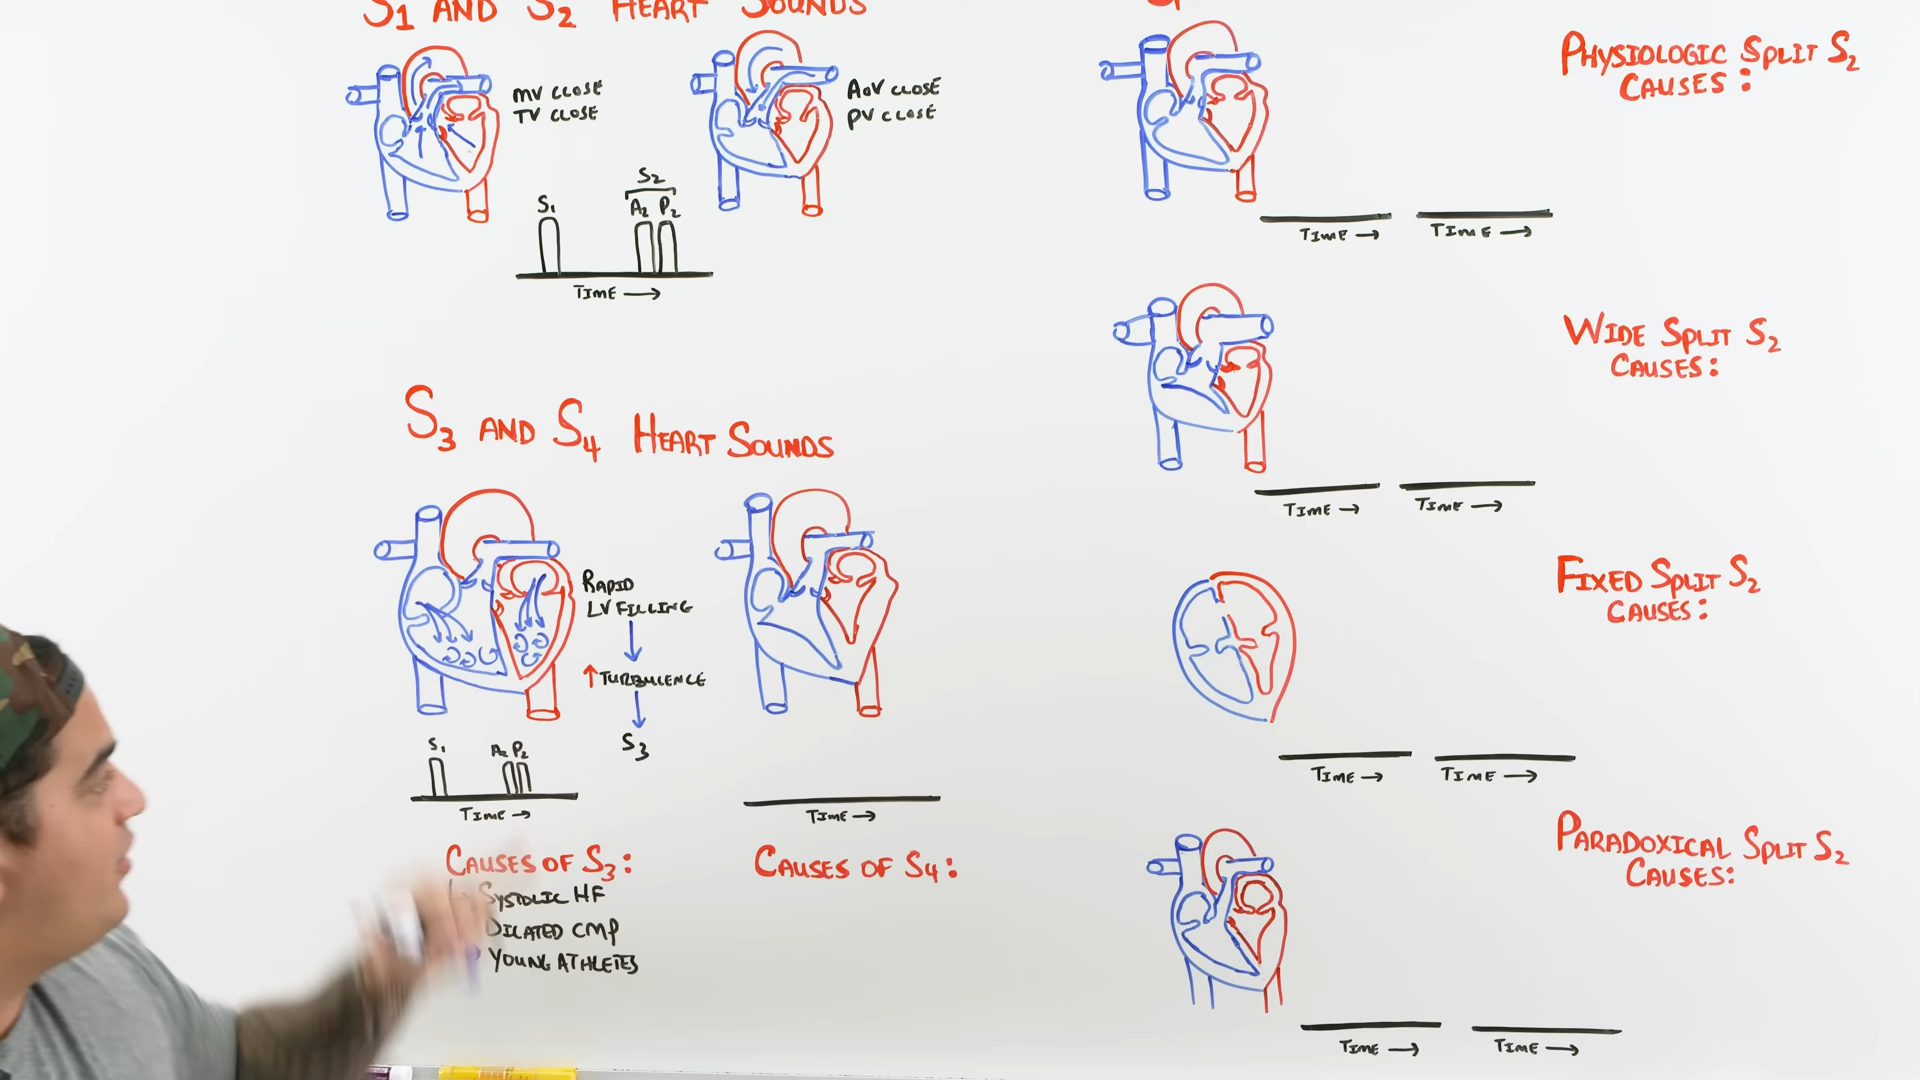 S1 AND S2 HEART SOUNDS
MV CLOSE
TV CLOSE
AoV CLOSE
PV CLOSE
S2
S1 A2 P2
TIME →
S3 AND S4 HEART SOUNDS
RAPID
LV FILLING
↑ TURBULENCE
S3
S1 A2 P2
TIME →
TIME →
CAUSES OF S3:
SYSTOLIC HF
DILATED CMP
YOUNG ATHLETES
CAUSES OF S4:
PHYSIOLOGIC SPLIT S2
CAUSES:
TIME → TIME →
WIDE SPLIT S2
CAUSES:
TIME → TIME →
FIXED SPLIT S2
CAUSES:
TIME → TIME →
PARADOXICAL SPLIT S2
CAUSES:
TIME → TIME →